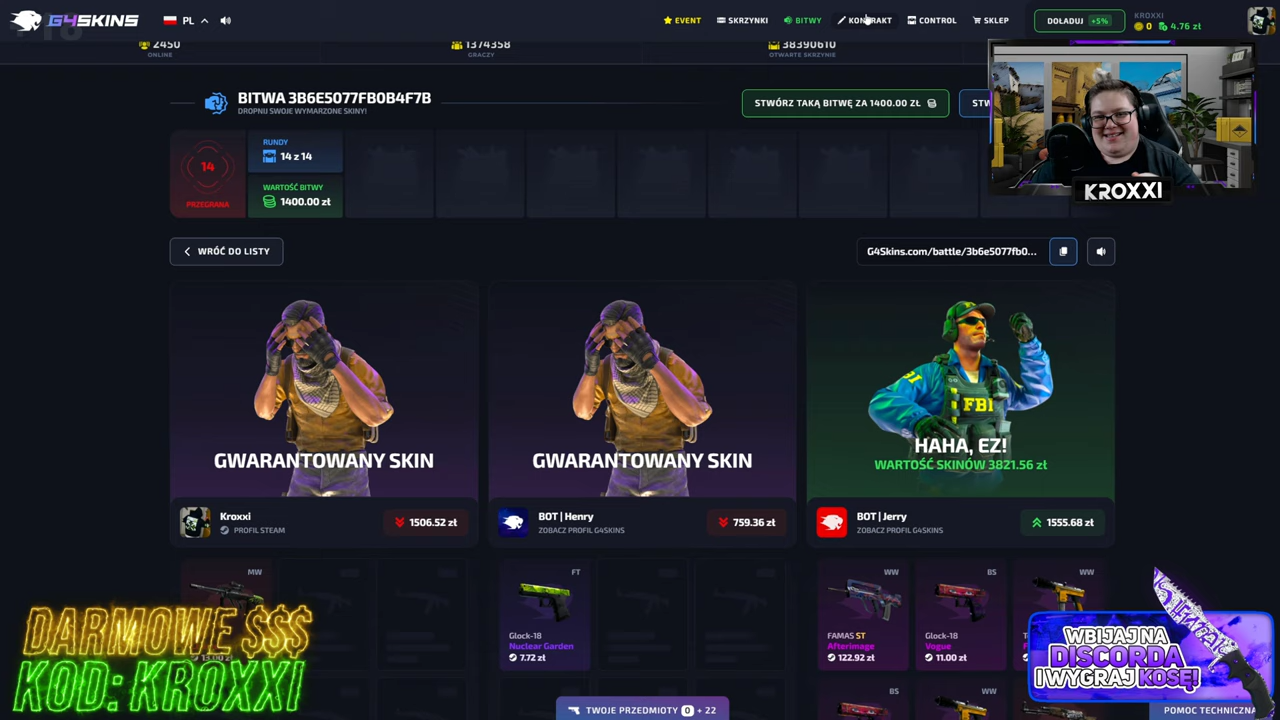 G4SKINS
PL
EVENT
SKRZYNKI
BITWY
KONTRAKT
CONTROL
SKLEP
DOŁADUJ +5%
KROXXI
0 4.76 zł
2450
ONLINE
1374358
GRACZY
38390610
OTWARTE SKRZYNIE
BITWA 3B6E5077FB0B4F7B
DROPNIJ SWOJE WYMARZONE SKINY!
STWÓRZ TAKĄ BITWĘ ZA 1400.00 ZŁ
STW
KROXXI
14
PRZEGRANA
RUNDY
14 z 14
WARTOŚĆ BITWY
1400.00 zł
WRÓĆ DO LISTY
G4Skins.com/battle/3b6e5077fb0...
FBI
GWARANTOWANY SKIN
GWARANTOWANY SKIN
HAHA, EZ!
WARTOŚĆ SKINÓW 3821.56 zł
Kroxxi
PROFIL STEAM
1506.52 zł
BOT | Henry
ZOBACZ PROFIL G4SKINS
759.36 zł
BOT | Jerry
ZOBACZ PROFIL G4SKINS
1555.68 zł
MW
FT
Glock-18
Nuclear Garden
7.72 zł
WW
FAMAS ST
Afterimage
122.92 zł
BS
Glock-18
Vogue
11.00 zł
WW
BS
WW
DARMOWE $$$
KOD: KROXXI
WBIJAJ NA
DISCORDA
I WYGRAJ KOSĘ!
TWOJE PRZEDMIOTY 0 + 22
POMOC TECHNICZNA